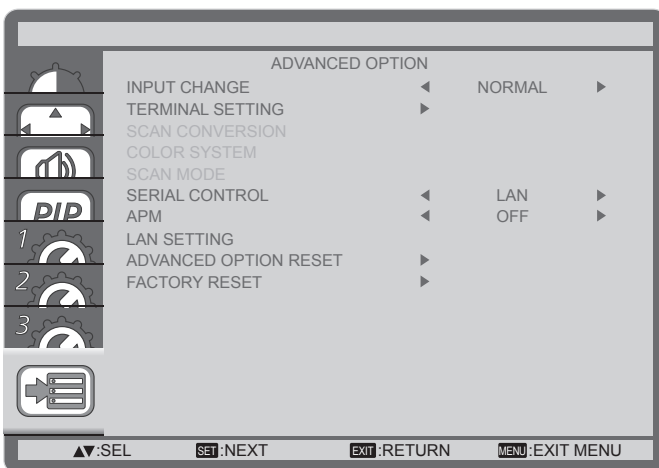 ADVANCED OPTION
INPUT CHANGE NORMAL
TERMINAL SETTING
SCAN CONVERSION
COLOR SYSTEM
SCAN MODE
SERIAL CONTROL LAN
PIP
APM OFF
1
LAN SETTING
ADVANCED OPTION RESET
2
FACTORY RESET
3
:SEL SET:NEXT EXIT:RETURN MENU:EXIT MENU